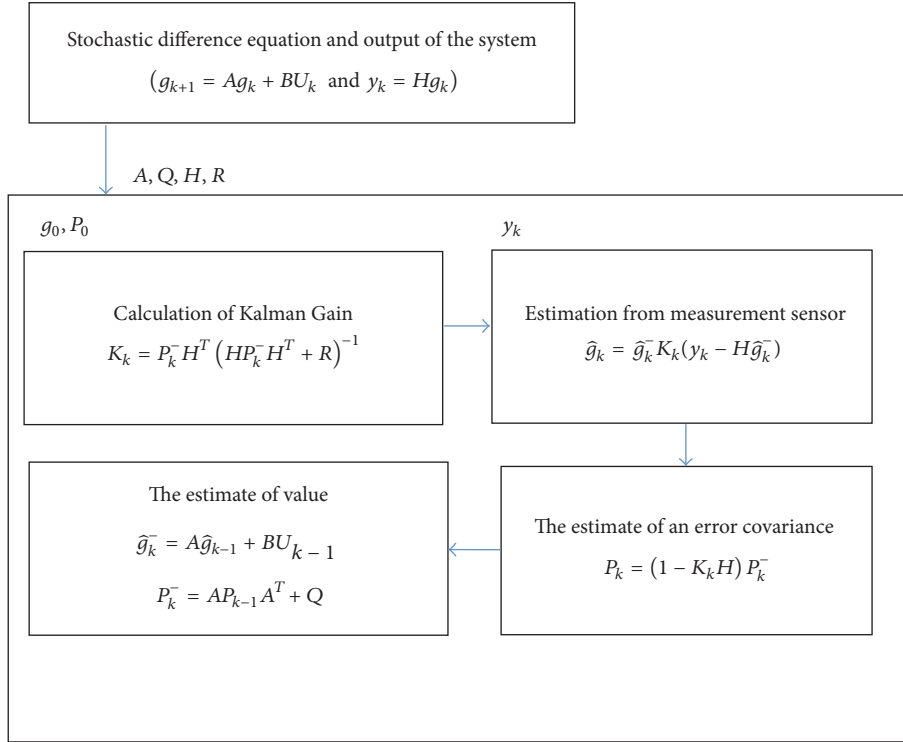 Stochastic difference equation and output of the system
(g_{k+1} = Ag_k + BU_k and y_k = Hg_k)
A, Q, H, R
g_0, P_0
y_k
Calculation of Kalman Gain
K_k = P_k^- H^T (HP_k^- H^T + R)^{-1}
Estimation from measurement sensor
ĝ_k = ĝ_k^- K_k(y_k − Hĝ_k^-)
The estimate of value
ĝ_k^- = Aĝ_{k−1} + BU_{k−1}
P_k^- = AP_{k−1}A^T + Q
The estimate of an error covariance
P_k = (1 − K_k H) P_k^-